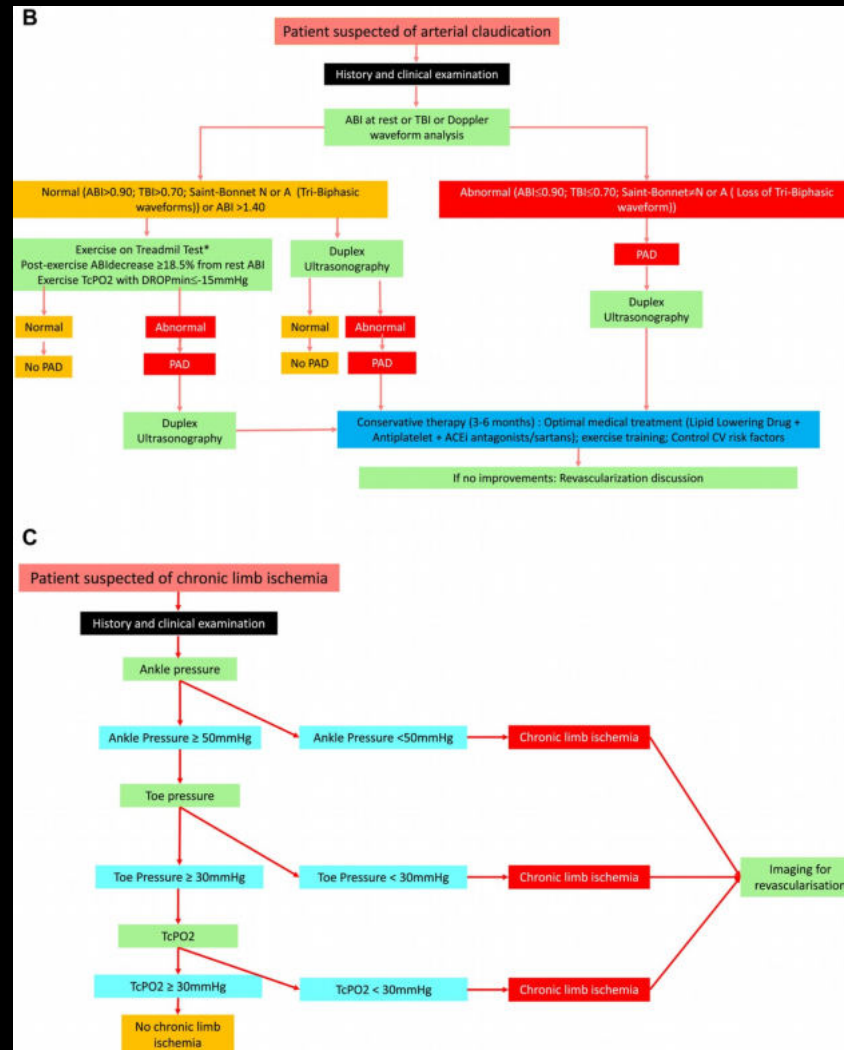 B
Patient suspected of arterial claudication
History and clinical examination
ABI at rest or TBI or Doppler
waveform analysis
Normal (ABI>0.90; TBI>0.70; Saint-Bonnet N or A (Tri-Biphasic
waveforms)) or ABI >1.40
Abnormal (ABI≤0.90; TBI≤0.70; Saint-Bonnet≠N or A ( Loss of Tri-Biphasic
waveform))
Exercise on Treadmil Test*
Post-exercise ABIdecrease ≥18.5% from rest ABI
Exercise TcPO2 with DROPmin≤-15mmHg
Duplex
Ultrasonography
PAD
Duplex
Ultrasonography
Normal
Abnormal
Normal
Abnormal
No PAD
PAD
No PAD
PAD
Duplex
Ultrasonography
Conservative therapy (3-6 months) : Optimal medical treatment (Lipid Lowering Drug +
Antiplatelet + ACEi antagonists/sartans); exercise training; Control CV risk factors
If no improvements: Revascularization discussion
C
Patient suspected of chronic limb ischemia
History and clinical examination
Ankle pressure
Ankle Pressure ≥ 50mmHg
Ankle Pressure <50mmHg
Chronic limb ischemia
Toe pressure
Toe Pressure ≥ 30mmHg
Toe Pressure < 30mmHg
Chronic limb ischemia
Imaging for
revascularisation
TcPO2
TcPO2 ≥ 30mmHg
TcPO2 < 30mmHg
Chronic limb ischemia
No chronic limb
ischemia